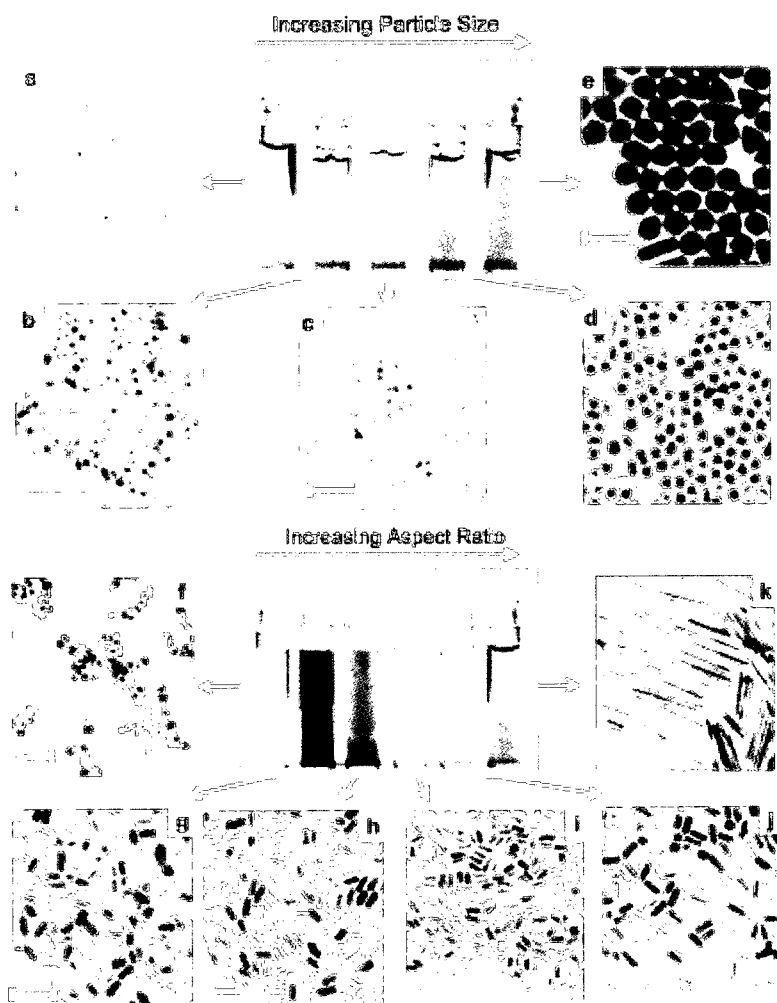 Increasing Particle Size
a
e
b
c
d
Increasing Aspect Ratio
f
k
g
h
i
j